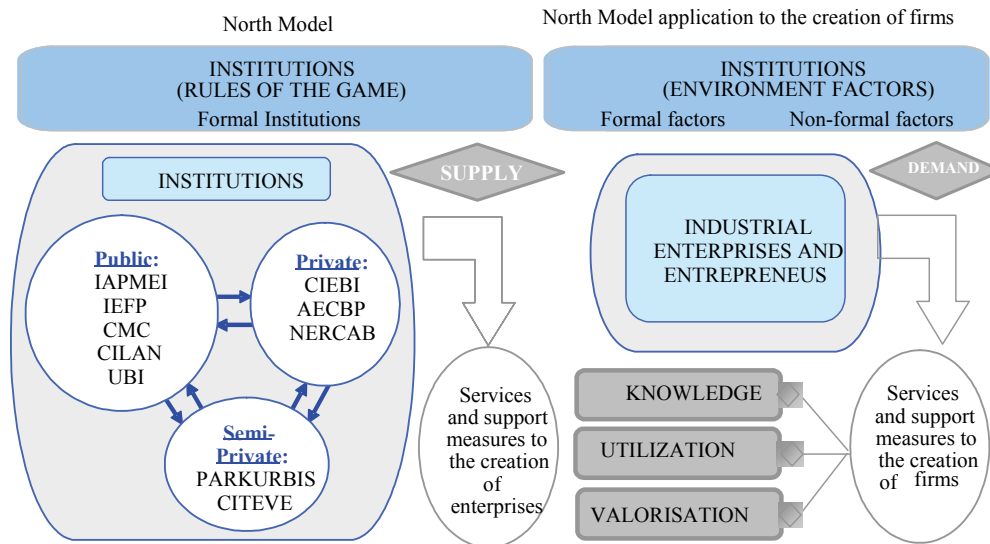 North Model
North Model application to the creation of firms
INSTITUTIONS
(RULES OF THE GAME)
Formal Institutions
INSTITUTIONS
(ENVIRONMENT FACTORS)
Formal factors
Non-formal factors
INSTITUTIONS
SUPPLY
Public:
IAPMEI
IEFP
CMC
CILAN
UBI
Private:
CIEBI
AECBP
NERCAB
Semi-
Private:
PARKURBIS
CITEVE
Services
and support
measures to
the creation
of
enterprises
DEMAND
INDUSTRIAL
ENTERPRISES AND
ENTREPRENEUS
KNOWLEDGE
UTILIZATION
VALORISATION
Services
and support
measures to
the creation
of firms